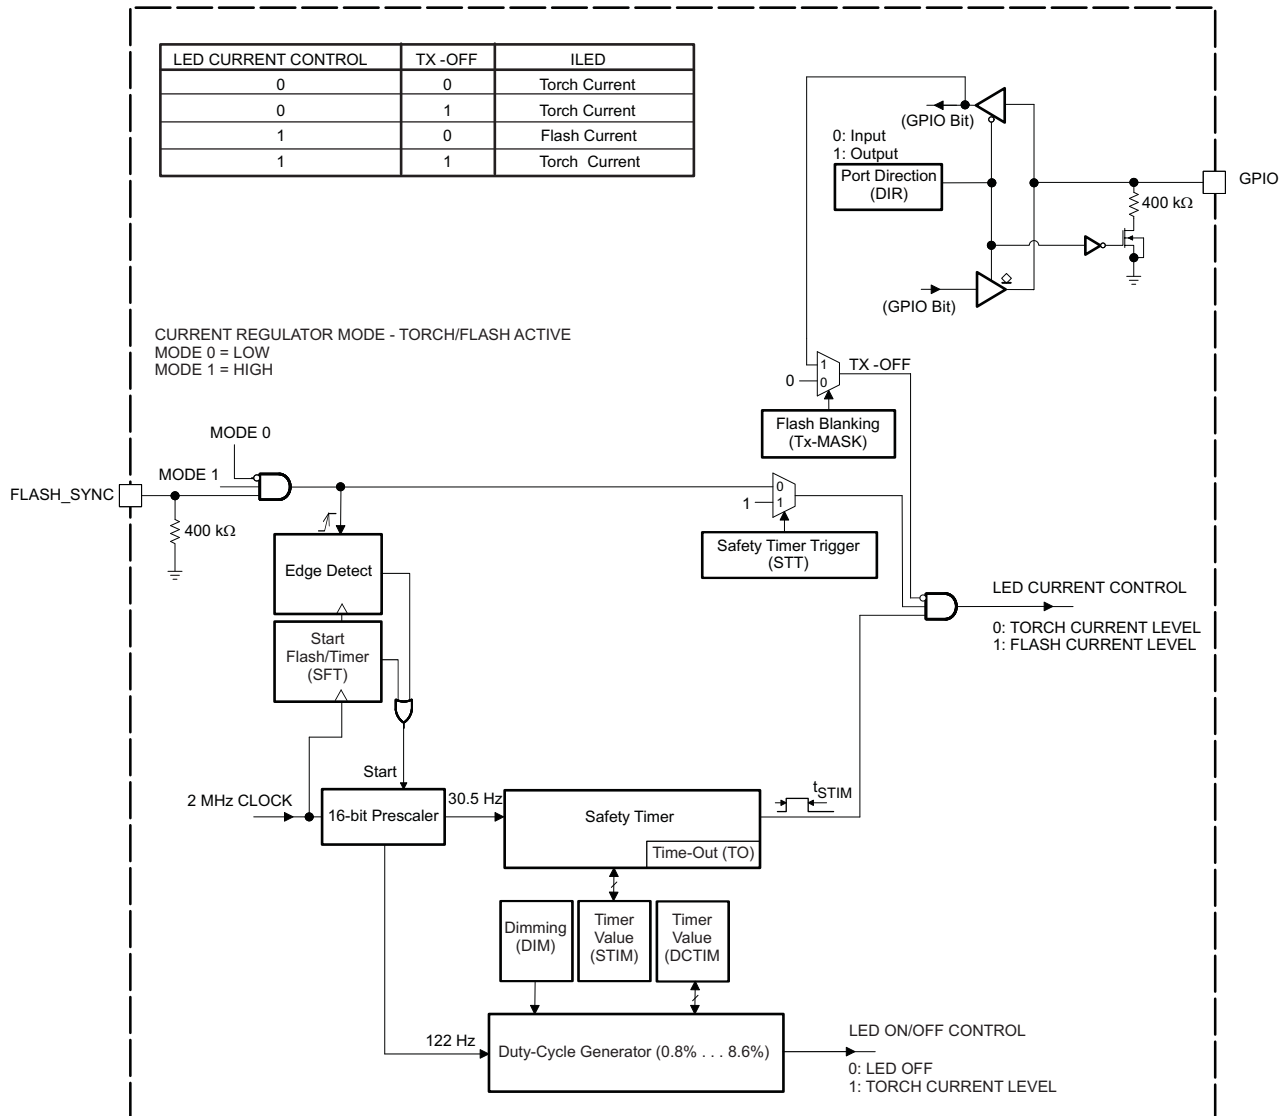 LED CURRENT CONTROL TX -OFF ILED
0 0 Torch Current
0 1 Torch Current
1 0 Flash Current
1 1 Torch Current
(GPIO Bit)
0: Input
1: Output
Port Direction
(DIR)
GPIO
400 kΩ
(GPIO Bit)
CURRENT REGULATOR MODE - TORCH/FLASH ACTIVE
MODE 0 = LOW
MODE 1 = HIGH
1
TX -OFF
0
0
Flash Blanking
(Tx-MASK)
MODE 0
MODE 1
FLASH_SYNC
400 kΩ
0
1
1
Safety Timer Trigger
(STT)
Edge Detect
LED CURRENT CONTROL
0: TORCH CURRENT LEVEL
1: FLASH CURRENT LEVEL
Start
Flash/Timer
(SFT)
Start
2 MHz CLOCK
16-bit Prescaler
30.5 Hz
Safety Timer
Time-Out (TO)
tSTIM
Dimming
(DIM)
Timer
Value
(STIM)
Timer
Value
(DCTIM
122 Hz
Duty-Cycle Generator (0.8% . . . 8.6%)
LED ON/OFF CONTROL
0: LED OFF
1: TORCH CURRENT LEVEL